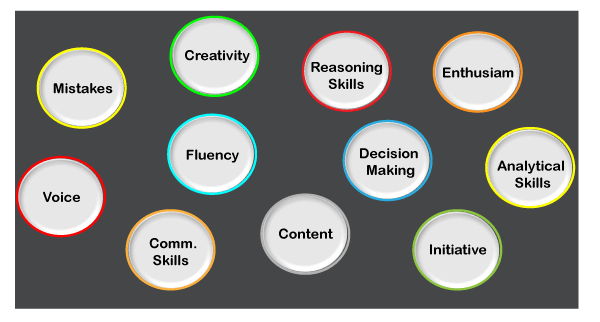 Creativity
Reasoning
Skills
Enthusiam
Mistakes
Fluency
Decision
Making
Analytical
Skills
Voice
Comm.
Skills
Content
Initiative